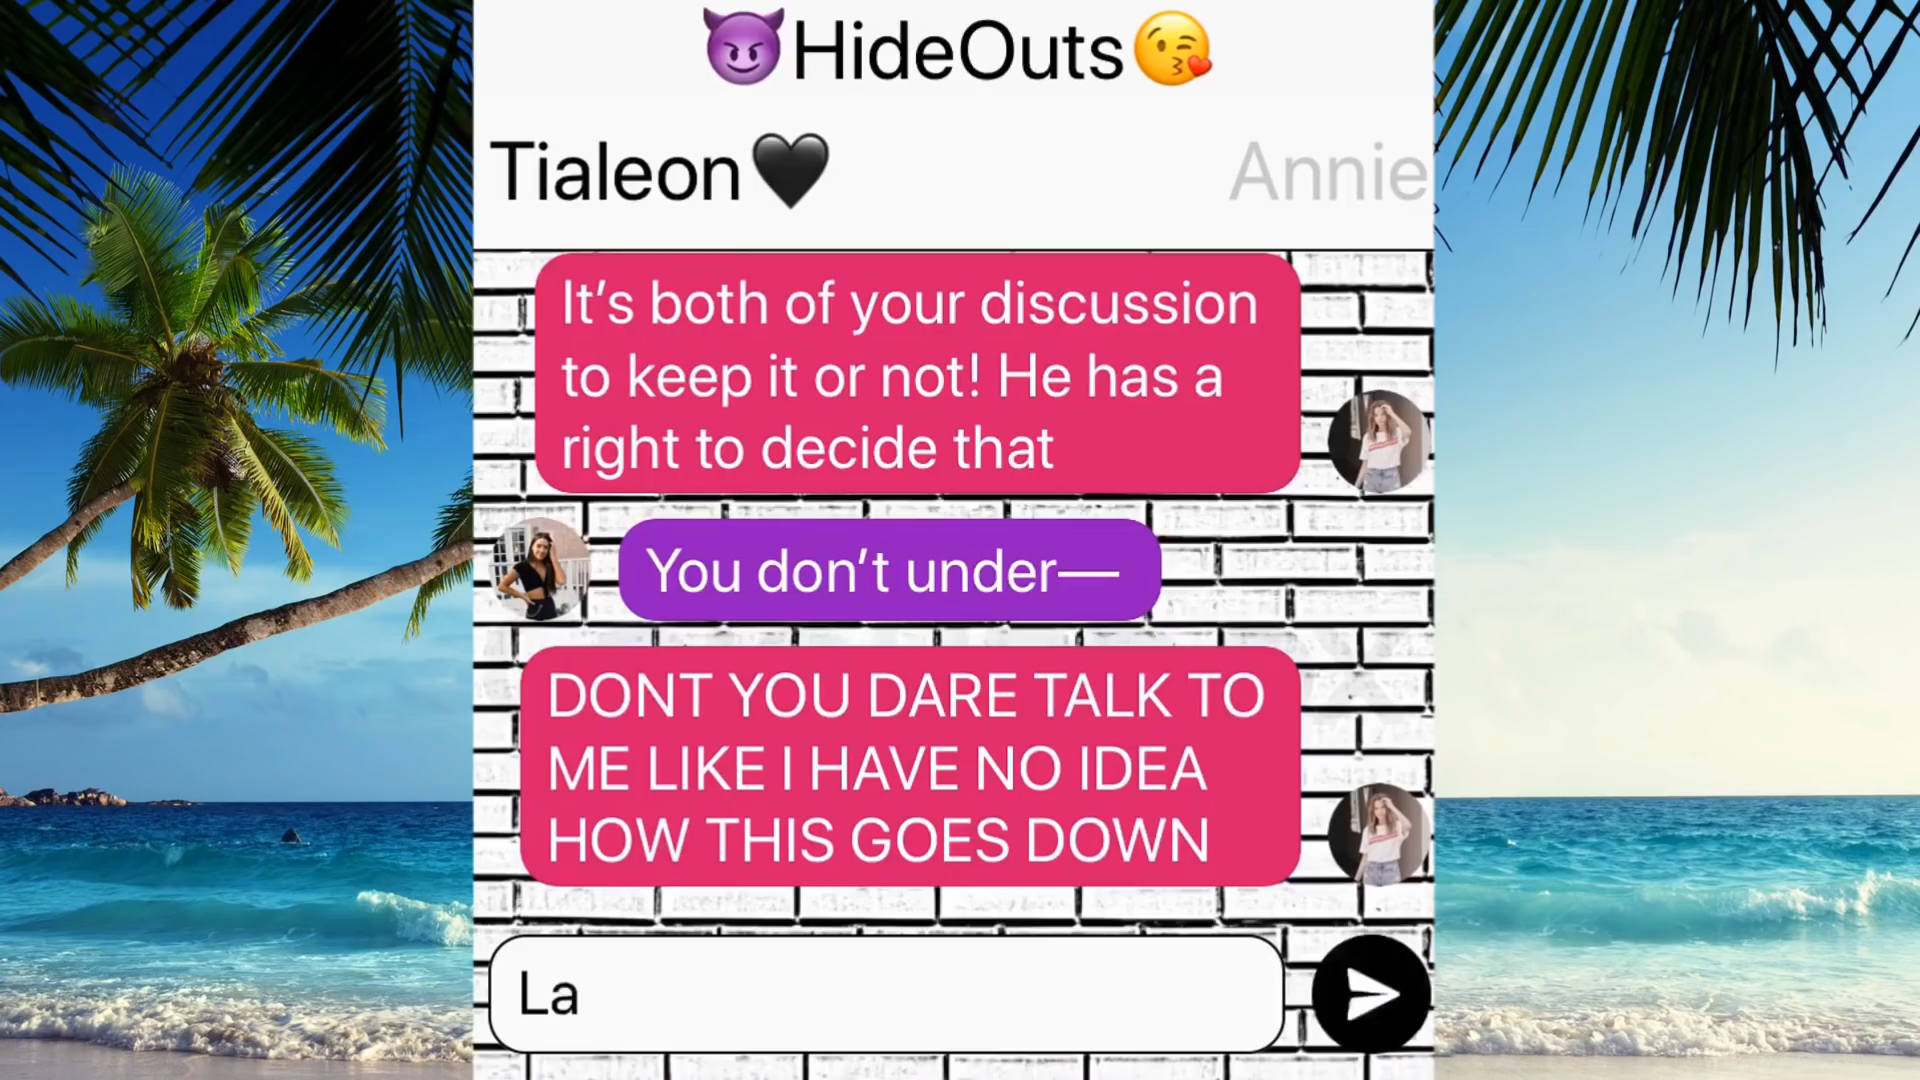 😈HideOuts😘
Tialeon🖤 Annie
It’s both of your discussion
to keep it or not! He has a
right to decide that
You don’t under—
DONT YOU DARE TALK TO
ME LIKE I HAVE NO IDEA
HOW THIS GOES DOWN
La